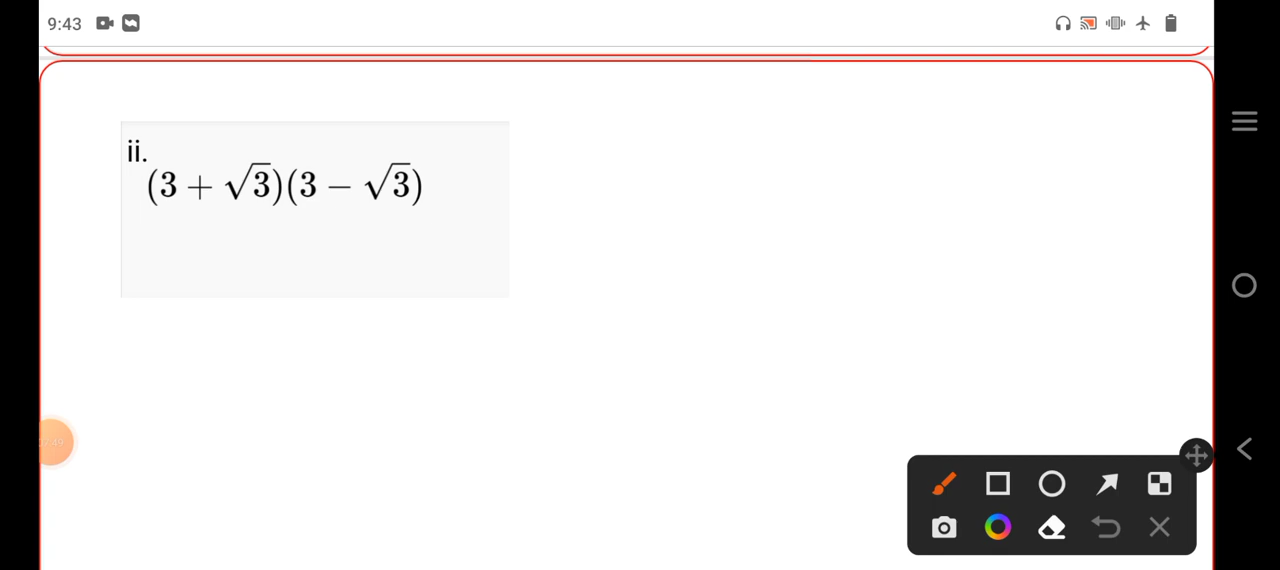 9:43
ii.
(3 + √3)(3 − √3)